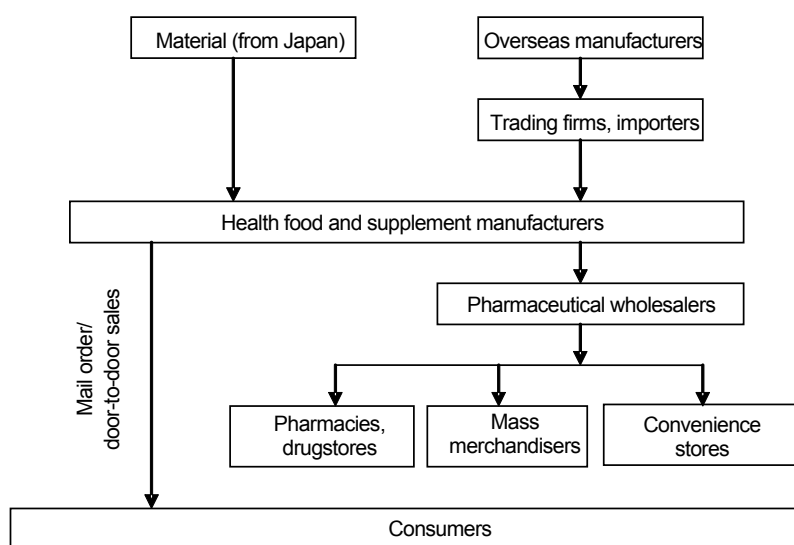 Material (from Japan)
Overseas manufacturers
Trading firms, importers
Health food and supplement manufacturers
Pharmaceutical wholesalers
Mail order/
door-to-door sales
Pharmacies,
drugstores
Mass
merchandisers
Convenience
stores
Consumers